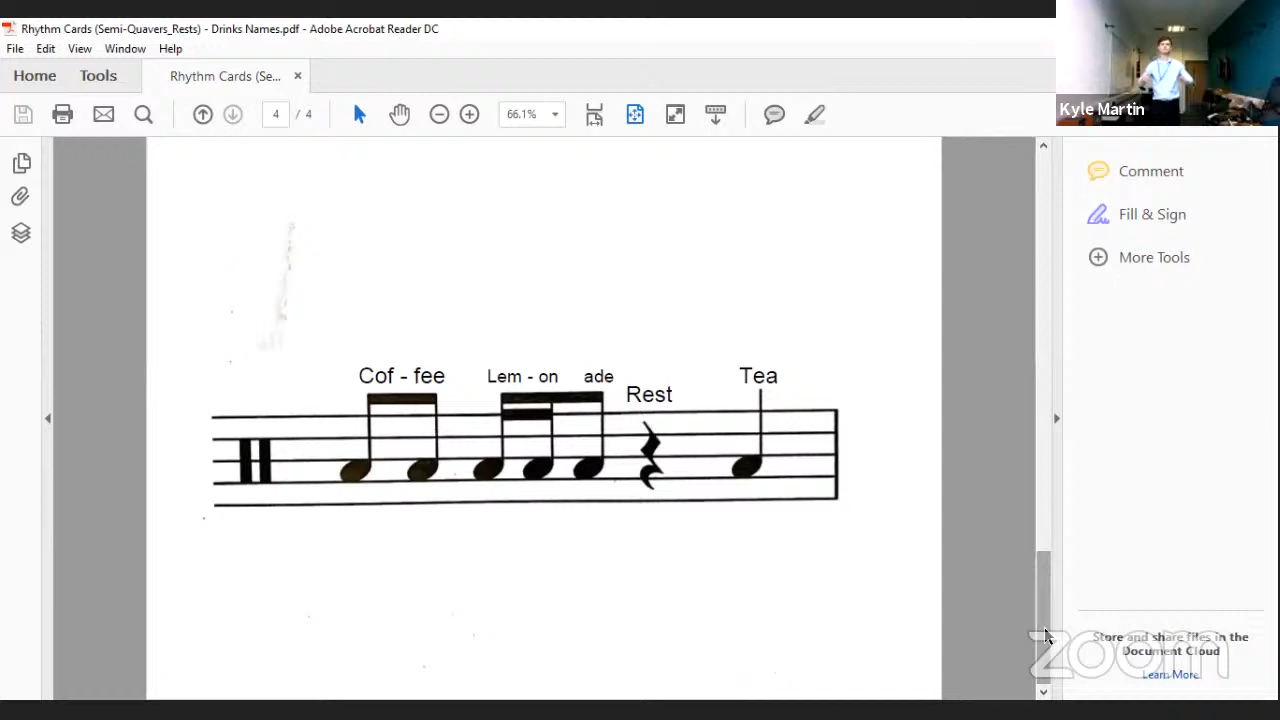 Rhythm Cards (Semi-Quavers_Rests) - Drinks Names.pdf - Adobe Acrobat Reader DC
File Edit View Window Help
Home Tools Rhythm Cards (Se... ×
4 / 4 66.1%
Kyle Martin
Comment
Fill & Sign
More Tools
Cof - fee Lem - on ade Rest Tea
Store and share files in the
Document Cloud
Learn More
zoom